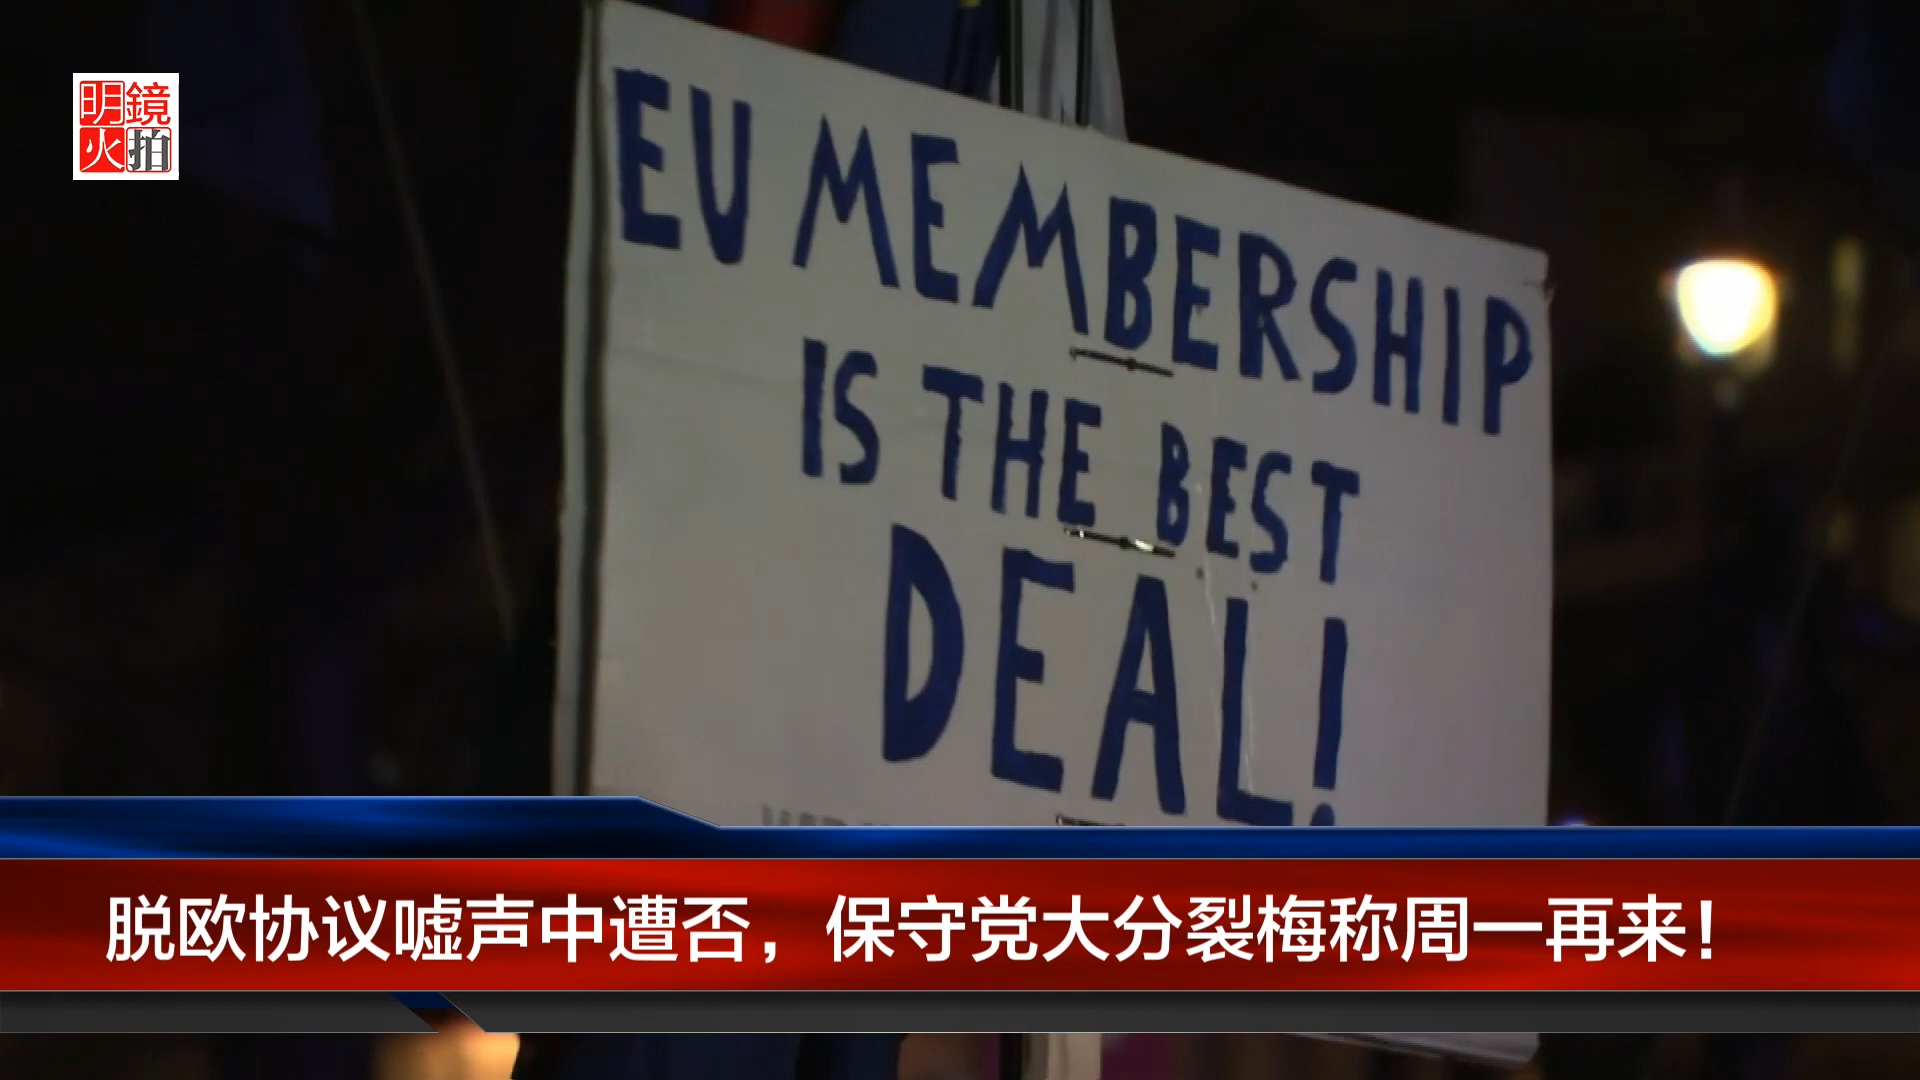 明鏡
火拍
EU MEMBERSHIP
IS THE BEST
DEAL!
脱欧协议嘘声中遭否，保守党大分裂梅称周一再来！